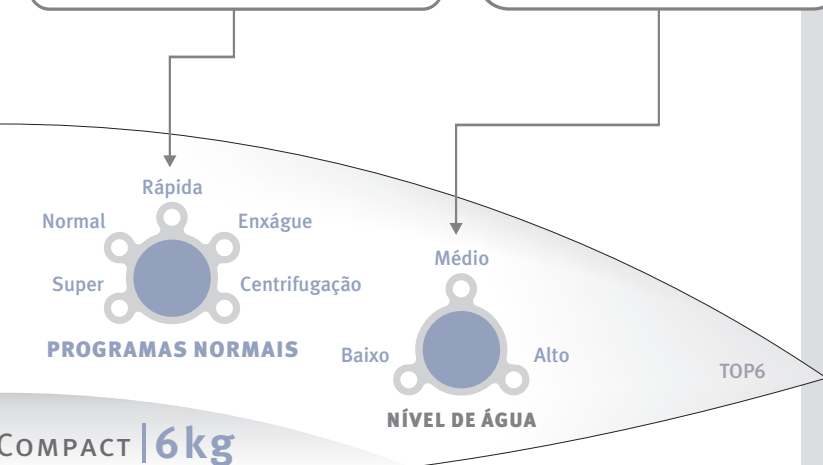 Rápida
Normal
Enxágue
Super
Centrifugação
PROGRAMAS NORMAIS
Médio
Baixo
Alto
NÍVEL DE ÁGUA
TOP6
COMPACT | 6kg